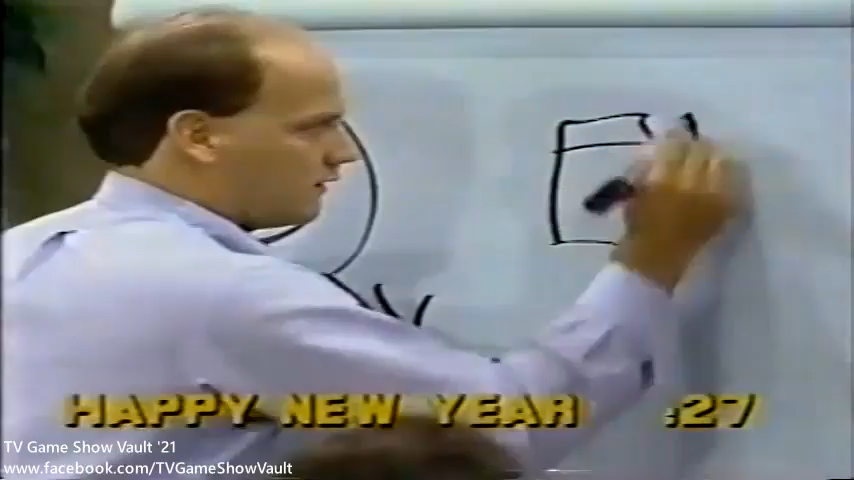 HAPPY NEW YEAR :27
TV Game Show Vault '21
www.facebook.com/TVGameShowVault